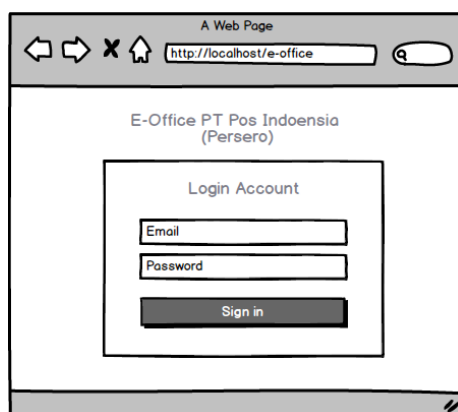 A Web Page
http://localhost/e-office
E-Office PT Pos Indoensia
(Persero)
Login Account
Email
Password
Sign in